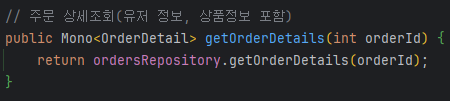 // 주문 상세조회(유저 정보, 상품정보 포함)
public Mono<OrderDetail> getOrderDetails(int orderId) {
    return ordersRepository.getOrderDetails(orderId);
}